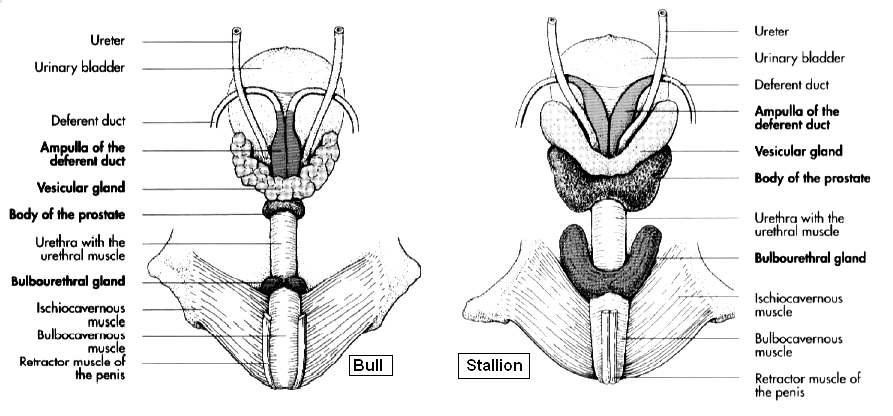 Ureter
Urinary bladder
Deferent duct
Ampulla of the
deferent duct
Vesicular gland
Body of the prostate
Urethra with the
urethral muscle
Bulbourethral gland
Ischiocavernous
muscle
Bulbocavernous
muscle
Retractor muscle of
the penis
Bull
Stallion
Ureter
Urinary bladder
Deferent duct
Ampulla of the
deferent duct
Vesicular gland
Body of the prostate
Urethra with the
urethral muscle
Bulbourethral gland
Ischiocavernous
muscle
Bulbocavernous
muscle
Retractor muscle of
the penis